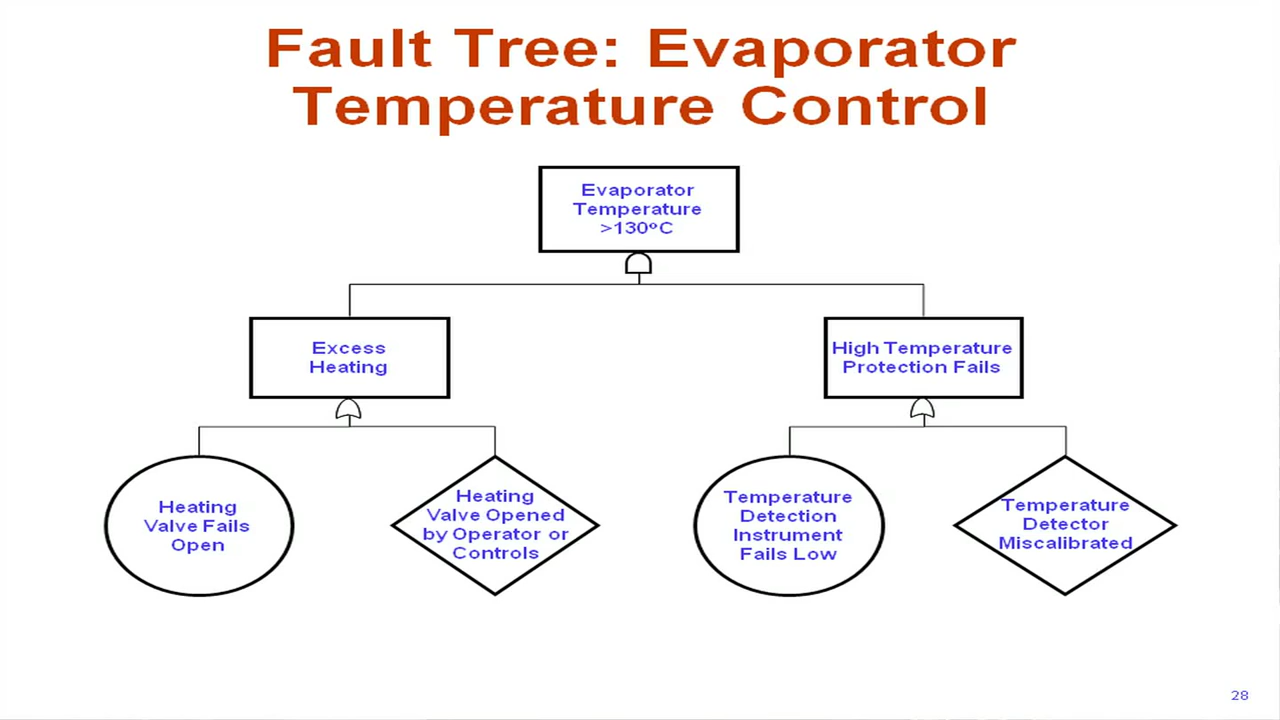 Fault Tree: Evaporator
Temperature Control
Evaporator
Temperature
>130ºC
Excess
Heating
High Temperature
Protection Fails
Heating
Valve Fails
Open
Heating
Valve Opened
by Operator or
Controls
Temperature
Detection
Instrument
Fails Low
Temperature
Detector
Miscalibrated
28